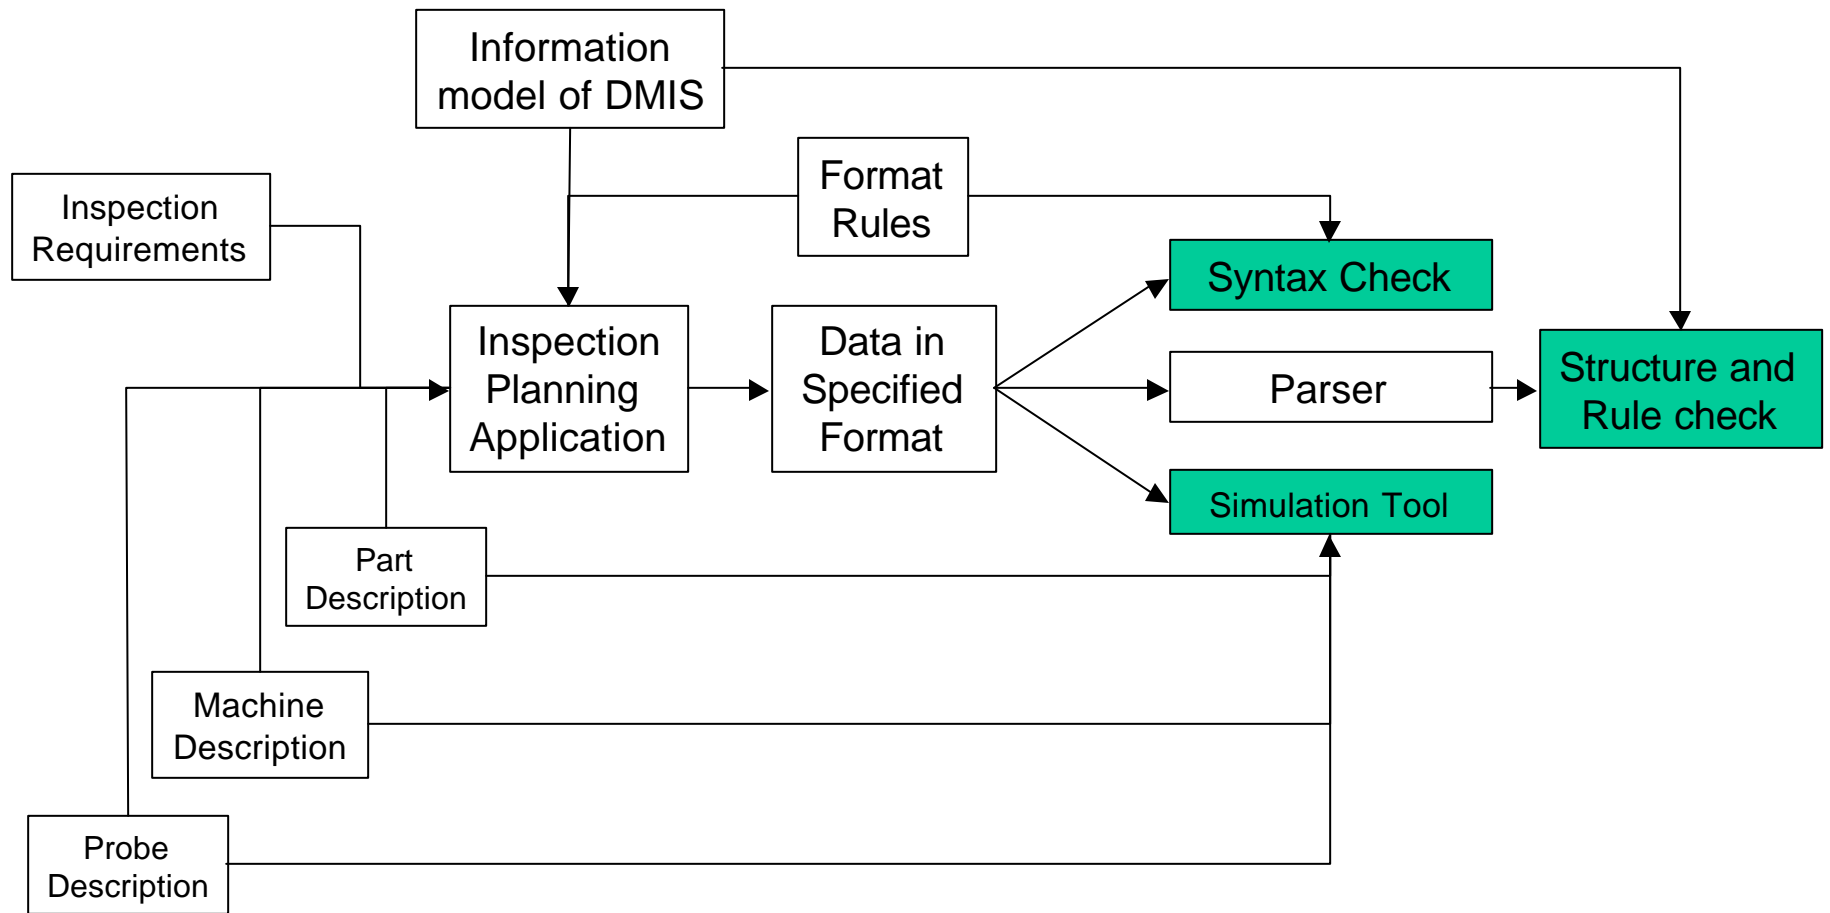 Information
model of DMIS
Format
Rules
Inspection
Requirements
Syntax Check
Inspection
Planning
Application
Data in
Specified
Format
Parser
Structure and
Rule check
Simulation Tool
Part
Description
Machine
Description
Probe
Description